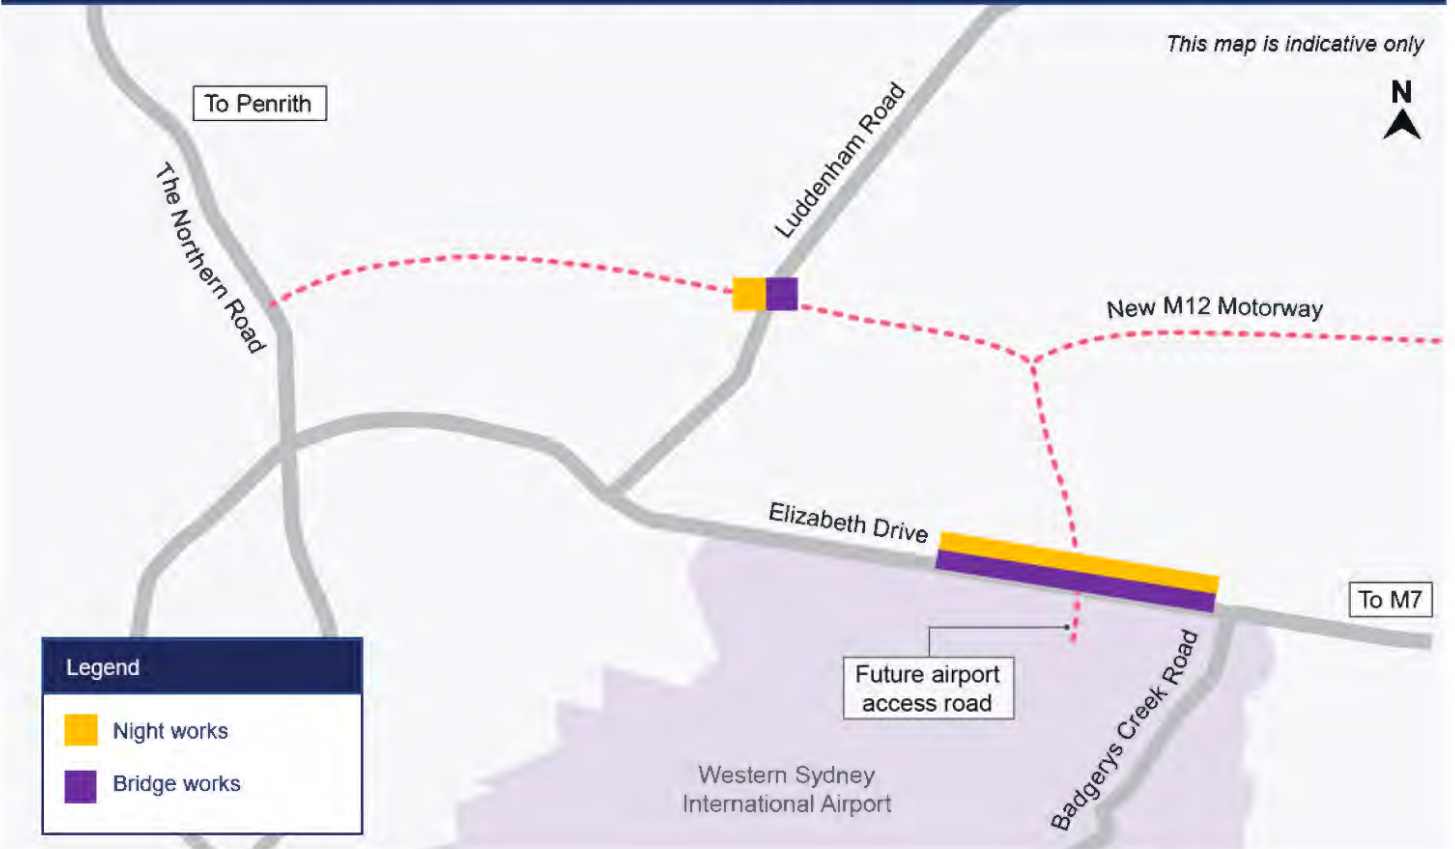 This map is indicative only
N
To Penrith
Luddenham Road
The Northern Road
New M12 Motorway
Elizabeth Drive
To M7
Future airport
access road
Badgerys Creek Road
Legend
Night works
Bridge works
Western Sydney
International Airport